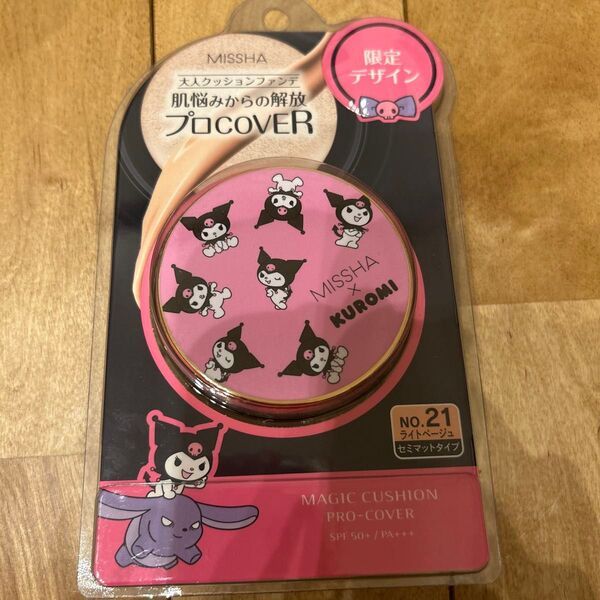 MISSHA
大人クッションファンデ
肌悩みからの解放
プロCOVER
限定
デザイン
MISSHA
×
KUROMI
NO.21
ライトベージュ
セミマットタイプ
MAGIC CUSHION
PRO-COVER
SPF 50+ / PA+++